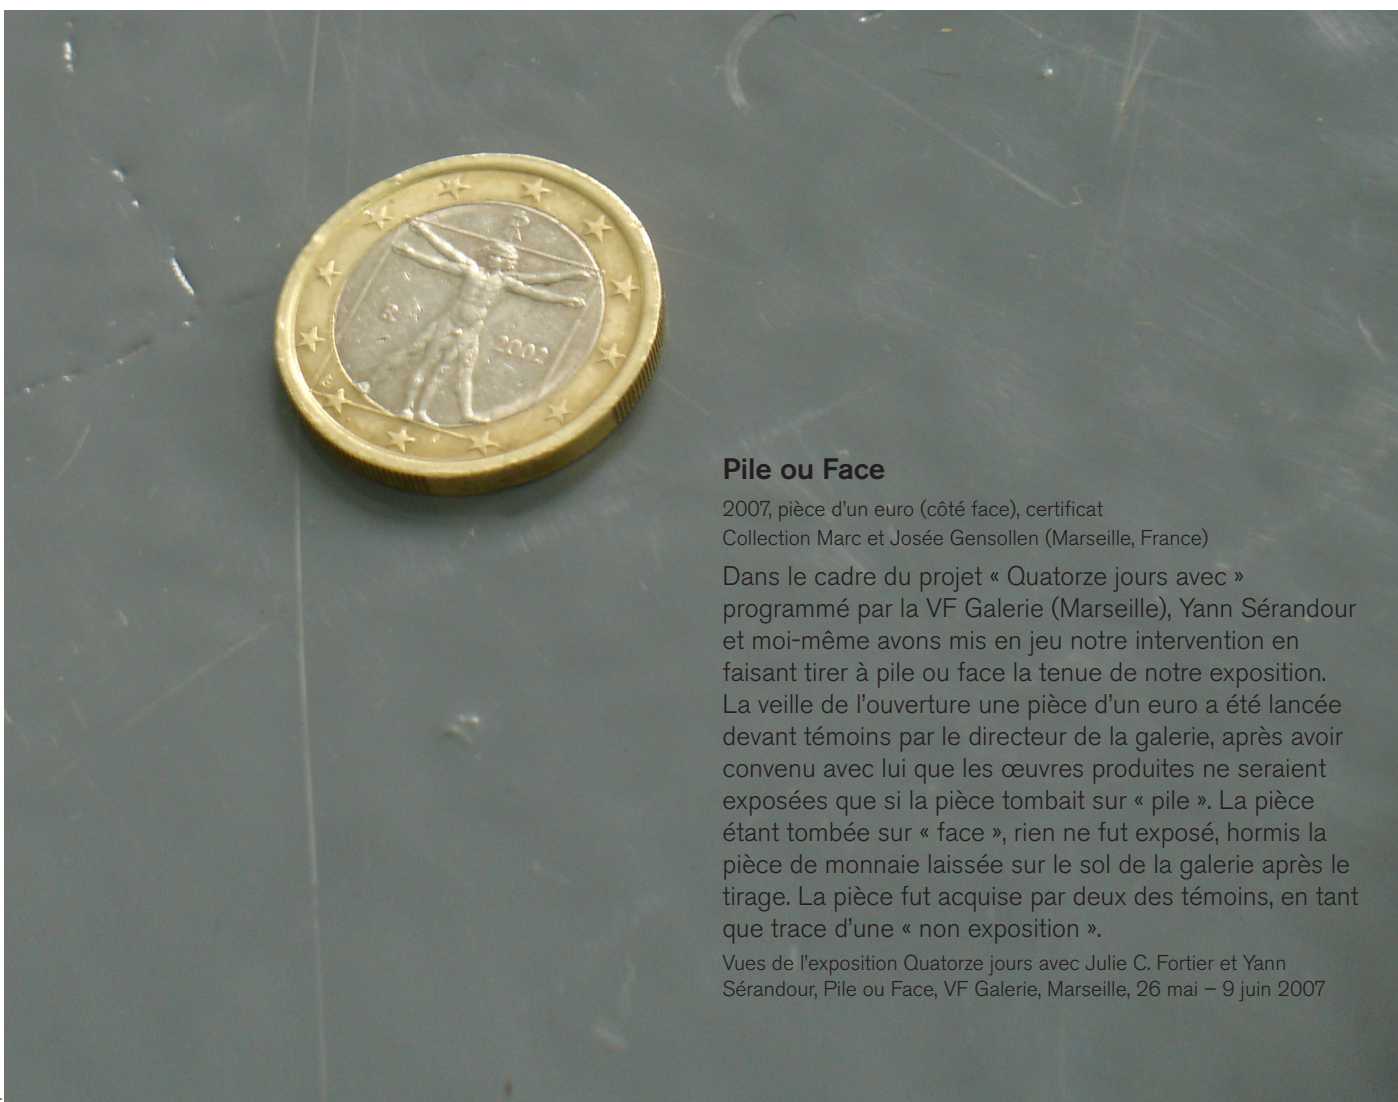 2002
Pile ou Face
2007, pièce d'un euro (côté face), certificat
Collection Marc et Josée Gensollen (Marseille, France)
Dans le cadre du projet « Quatorze jours avec »
programmé par la VF Galerie (Marseille), Yann Sérandour
et moi-même avons mis en jeu notre intervention en
faisant tirer à pile ou face la tenue de notre exposition.
La veille de l'ouverture une pièce d'un euro a été lancée
devant témoins par le directeur de la galerie, après avoir
convenu avec lui que les œuvres produites ne seraient
exposées que si la pièce tombait sur « pile ». La pièce
étant tombée sur « face », rien ne fut exposé, hormis la
pièce de monnaie laissée sur le sol de la galerie après le
tirage. La pièce fut acquise par deux des témoins, en tant
que trace d'une « non exposition ».
Vues de l'exposition Quatorze jours avec Julie C. Fortier et Yann
Sérandour, Pile ou Face, VF Galerie, Marseille, 26 mai – 9 juin 2007